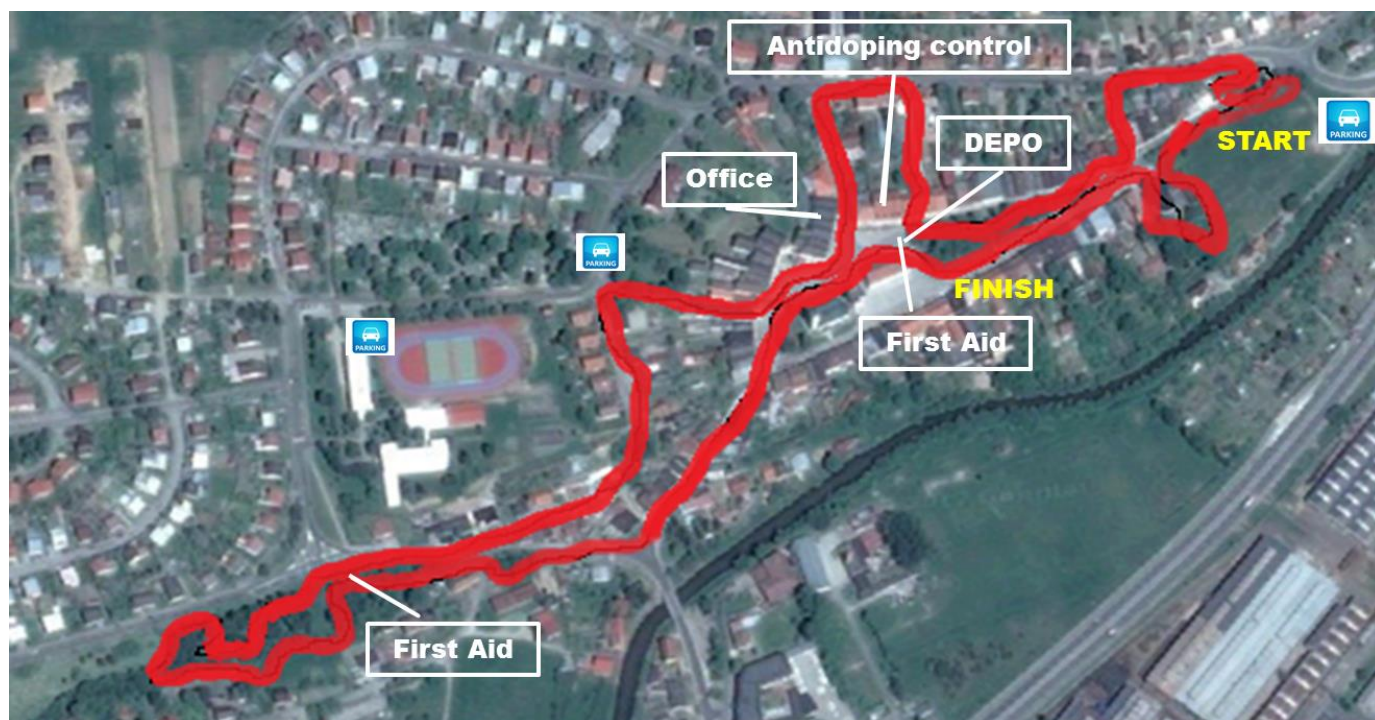 Antidoping control
PARKING
START
DEPO
Office
PARKING
FINISH
PARKING
First Aid
First Aid